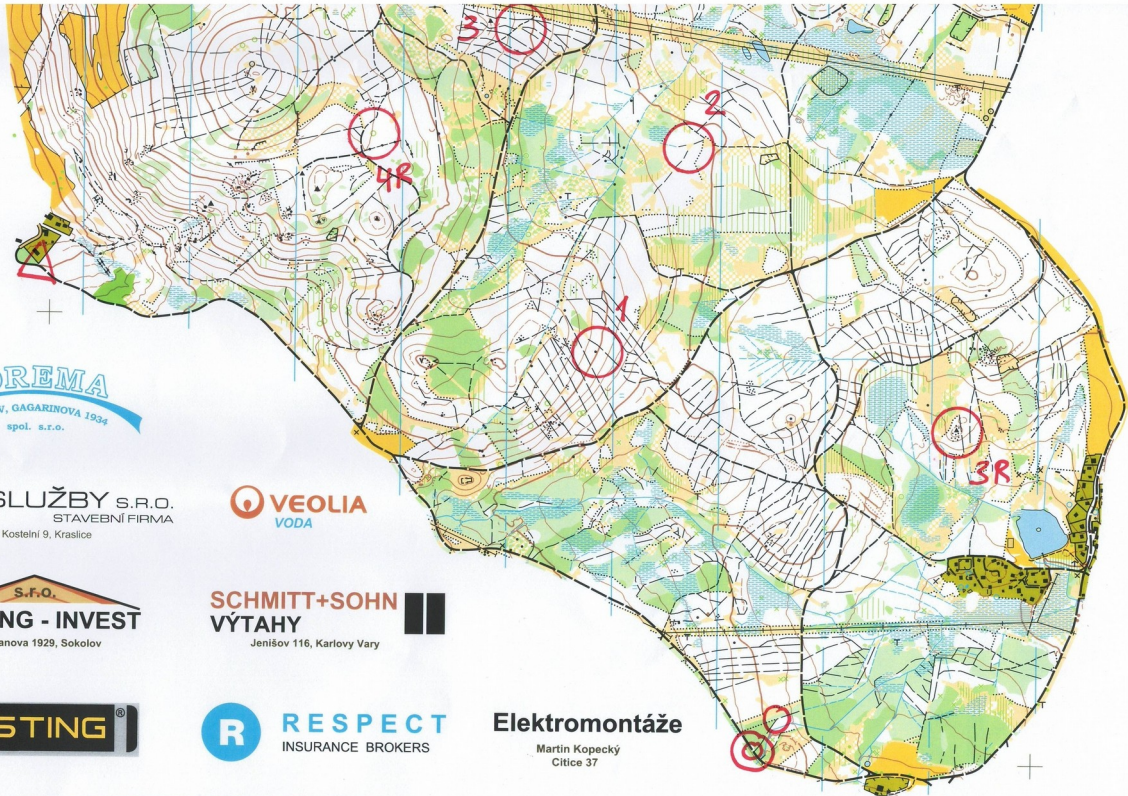 3
2
4R
1
3R
OREMA
V, GAGARINOVA 1934
spol. s.r.o.
SLUŽBY S.R.O.
STAVEBNÍ FIRMA
Kostelní 9, Kraslice
VEOLIA
VODA
S.r.o.
NG - INVEST
anova 1929, Sokolov
SCHMITT+SOHN
VÝTAHY
Jenišov 116, Karlovy Vary
STING®
R RESPECT
INSURANCE BROKERS
Elektromontáže
Martin Kopecký
Citice 37